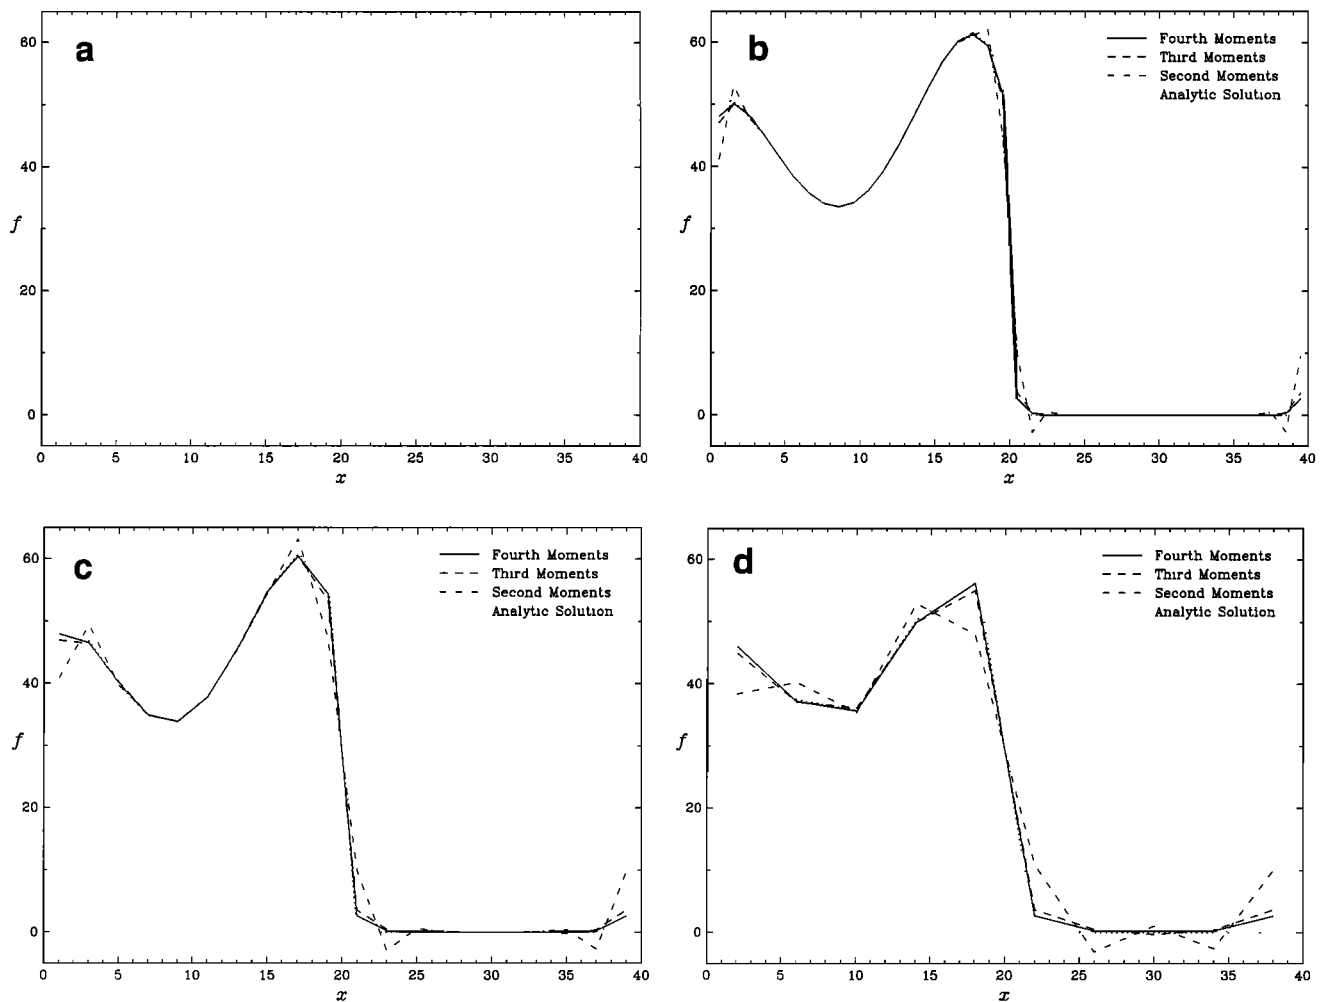 a
60
40
20
0
f
0 5 10 15 20 25 30 35 40
x
b
Fourth Moments
Third Moments
Second Moments
Analytic Solution
60
40
20
0
f
0 5 10 15 20 25 30 35 40
x
c
Fourth Moments
Third Moments
Second Moments
Analytic Solution
60
40
20
0
f
0 5 10 15 20 25 30 35 40
x
d
Fourth Moments
Third Moments
Second Moments
Analytic Solution
60
40
20
0
f
0 5 10 15 20 25 30 35 40
x